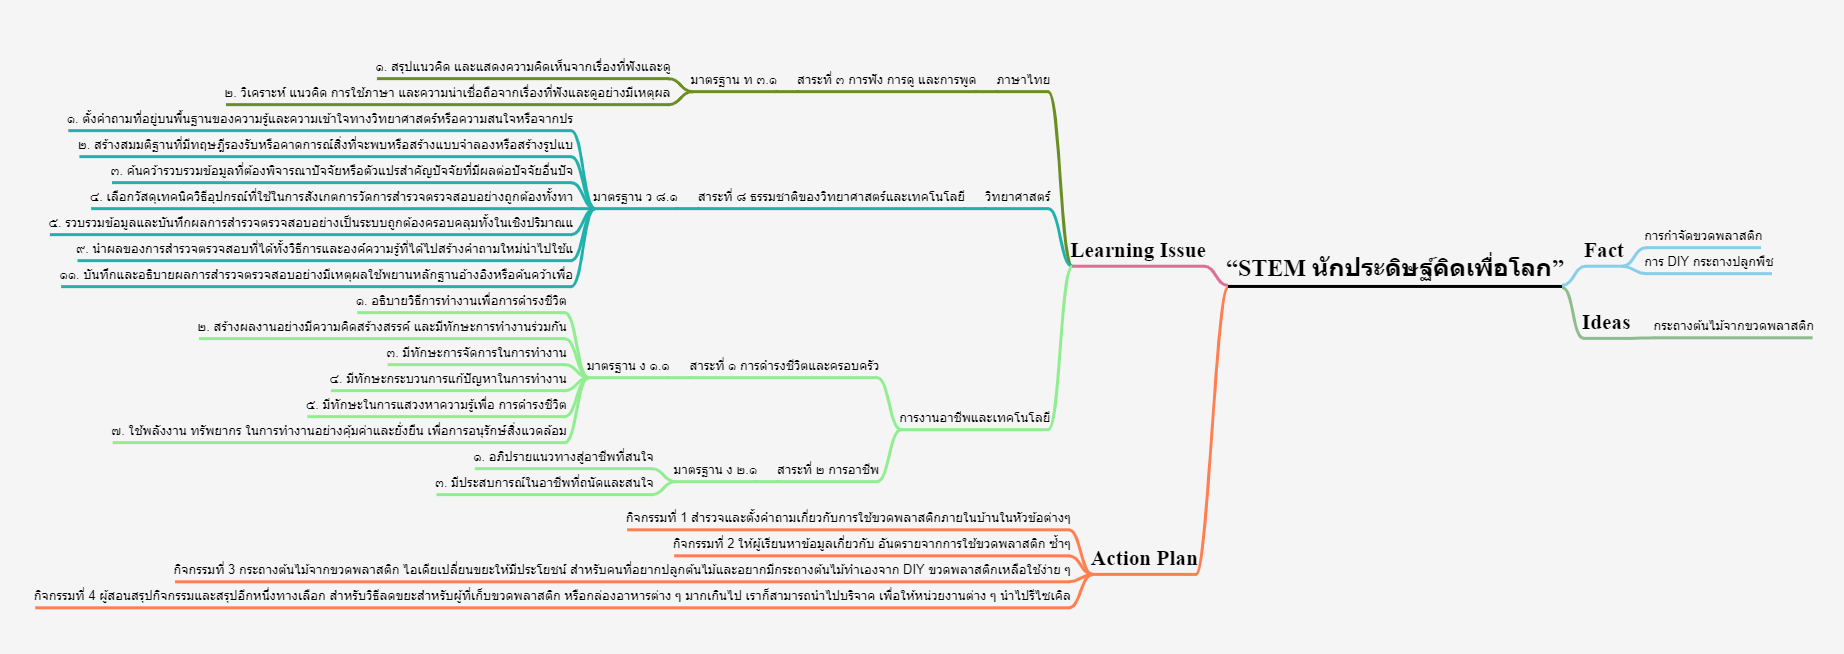 “STEM นักประดิษฐ์คิดเพื่อโลก”
Fact
การกำจัดขวดพลาสติก
การ DIY กระถางปลูกพืช
Ideas
กระถางต้นไม้จากขวดพลาสติก
Learning Issue
ภาษาไทย
สาระที่ ๓ การฟัง การดู และการพูด
มาตรฐาน ท ๓.๑
๑. สรุปแนวคิด และแสดงความคิดเห็นจากเรื่องที่ฟังและดู
๒. วิเคราะห์ แนวคิด การใช้ภาษา และความน่าเชื่อถือจากเรื่องที่ฟังและดูอย่างมีเหตุผล
วิทยาศาสตร์
สาระที่ ๘ ธรรมชาติของวิทยาศาสตร์และเทคโนโลยี
มาตรฐาน ว ๘.๑
๑. ตั้งคำถามที่อยู่บนพื้นฐานของความรู้และความเข้าใจทางวิทยาศาสตร์หรือความสนใจหรือจากปร
๒. สร้างสมมติฐานที่มีทฤษฎีรองรับหรือคาดการณ์สิ่งที่จะพบหรือสร้างแบบจำลองหรือสร้างรูปแบ
๓. ค้นคว้ารวบรวมข้อมูลที่ต้องพิจารณาปัจจัยหรือตัวแปรสำคัญปัจจัยที่มีผลต่อปัจจัยอื่นปัจ
๔. เลือกวัสดุเทคนิควิธีอุปกรณ์ที่ใช้ในการสังเกตการวัดการสำรวจตรวจสอบอย่างถูกต้องทั้งทา
๕. รวบรวมข้อมูลและบันทึกผลการสำรวจตรวจสอบอย่างเป็นระบบถูกต้องครอบคลุมทั้งในเชิงปริมาณแ
๙. นำผลของการสำรวจตรวจสอบที่ได้ทั้งวิธีการและองค์ความรู้ที่ได้ไปสร้างคำถามใหม่นำไปใช้แ
๑๑. บันทึกและอธิบายผลการสำรวจตรวจสอบอย่างมีเหตุผลใช้พยานหลักฐานอ้างอิงหรือค้นคว้าเพื่อ
การงานอาชีพและเทคโนโลยี
สาระที่ ๑ การดำรงชีวิตและครอบครัว
มาตรฐาน ง ๑.๑
๑. อธิบายวิธีการทำงานเพื่อการดำรงชีวิต
๒. สร้างผลงานอย่างมีความคิดสร้างสรรค์ และมีทักษะการทำงานร่วมกัน
๓. มีทักษะการจัดการในการทำงาน
๔. มีทักษะกระบวนการแก้ปัญหาในการทำงาน
๕. มีทักษะในการแสวงหาความรู้เพื่อ การดำรงชีวิต
๗. ใช้พลังงาน ทรัพยากร ในการทำงานอย่างคุ้มค่าและยั่งยืน เพื่อการอนุรักษ์สิ่งแวดล้อม
สาระที่ ๒ การอาชีพ
มาตรฐาน ง ๒.๑
๑. อภิปรายแนวทางสู่อาชีพที่สนใจ
๓. มีประสบการณ์ในอาชีพที่ถนัดและสนใจ
Action Plan
กิจกรรมที่ 1 สำรวจและตั้งคำถามเกี่ยวกับการใช้ขวดพลาสติกภายในบ้านในหัวข้อต่างๆ
กิจกรรมที่ 2 ให้ผู้เรียนหาข้อมูลเกี่ยวกับ อันตรายจากการใช้ขวดพลาสติก ซ้ำๆ
กิจกรรมที่ 3 กระถางต้นไม้จากขวดพลาสติก ไอเดียเปลี่ยนขยะให้มีประโยชน์ สำหรับคนที่อยากปลูกต้นไม้และอยากมีกระถางต้นไม้ทำเองจาก DIY ขวดพลาสติกเหลือใช้ง่าย ๆ
กิจกรรมที่ 4 ผู้สอนสรุปกิจกรรมและสรุปอีกหนึ่งทางเลือก สำหรับวิธีลดขยะสำหรับผู้ที่เก็บขวดพลาสติก หรือกล่องอาหารต่าง ๆ มากเกินไป เราก็สามารถนำไปบริจาค เพื่อให้หน่วยงานต่าง ๆ นำไปรีไซเคิล